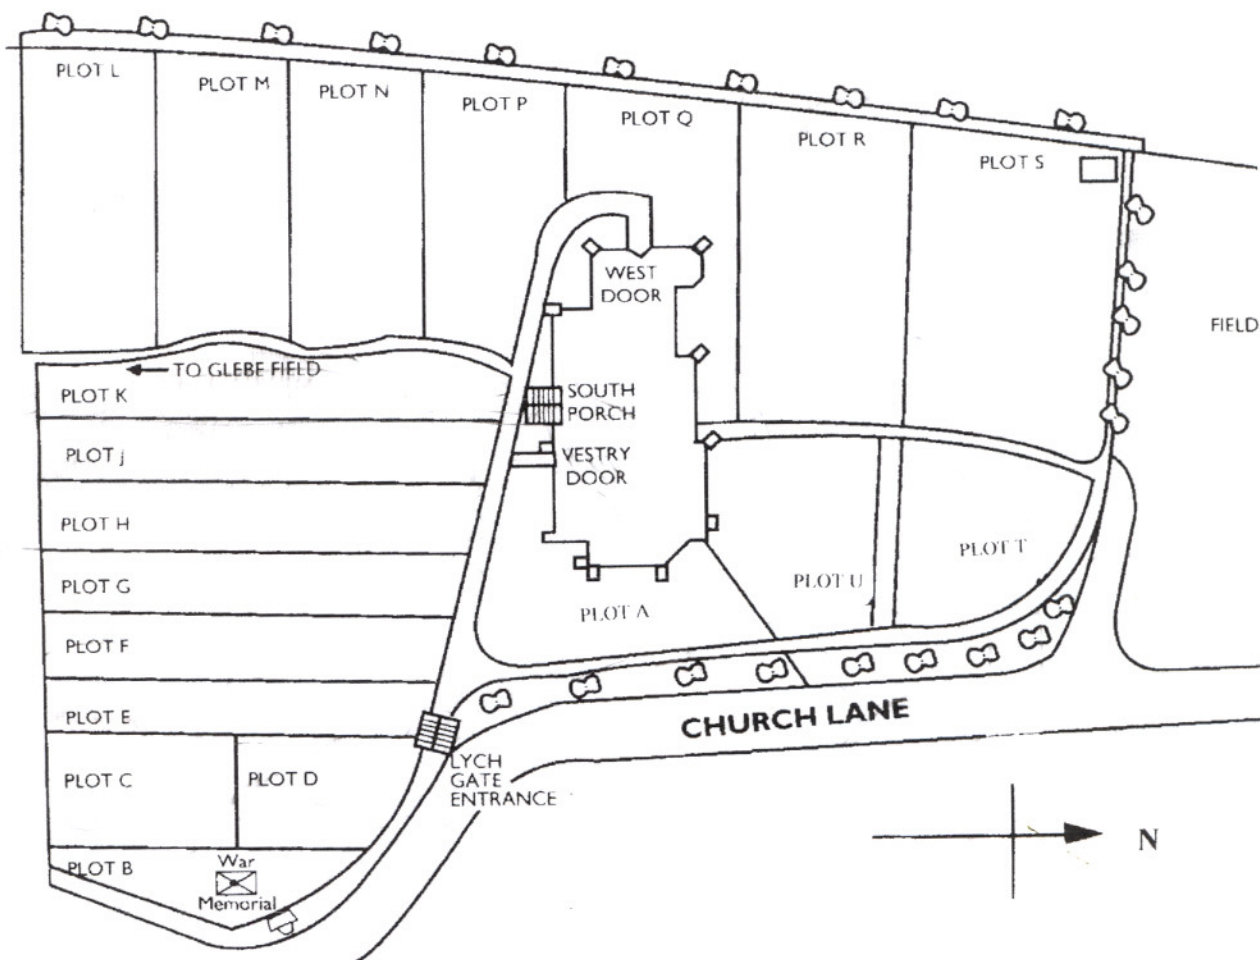 PLOT L
PLOT M
PLOT N
PLOT P
PLOT Q
PLOT R
PLOT S
WEST
DOOR
FIELD
TO GLEBE FIELD
PLOT K
SOUTH
PORCH
PLOT J
VESTRY
DOOR
PLOT H
PLOT G
PLOT F
PLOT E
PLOT C
PLOT D
PLOT B
PLOT A
PLOT U
PLOT T
CHURCH LANE
LYCH
GATE
ENTRANCE
War
Memorial
N